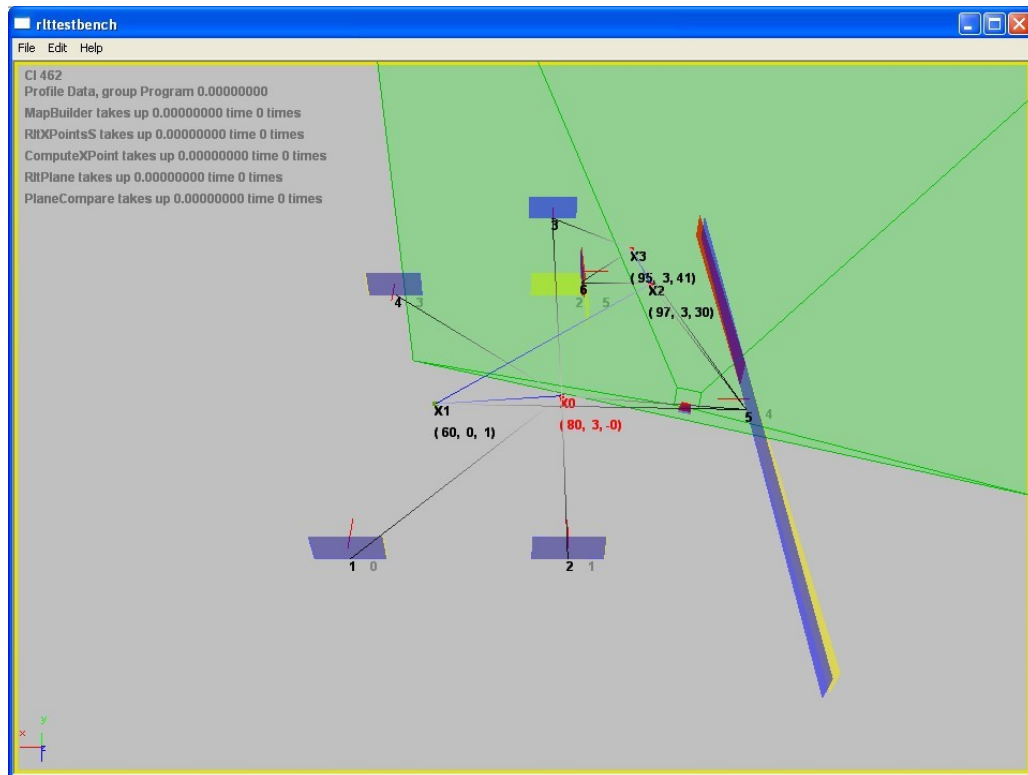 rlttestbench
File Edit Help
CI 462
Profile Data, group Program 0.00000000
MapBuilder takes up 0.00000000 time 0 times
RltXPointsS takes up 0.00000000 time 0 times
ComputeXPoint takes up 0.00000000 time 0 times
RltPlane takes up 0.00000000 time 0 times
PlaneCompare takes up 0.00000000 time 0 times
3
X3
( 95, 3, 41)
6
X2
4 3
2 5
( 97, 3, 30)
X1
X0
5 4
( 60, 0, 1)
( 80, 3, -0)
1 0
2 1
y
x
z